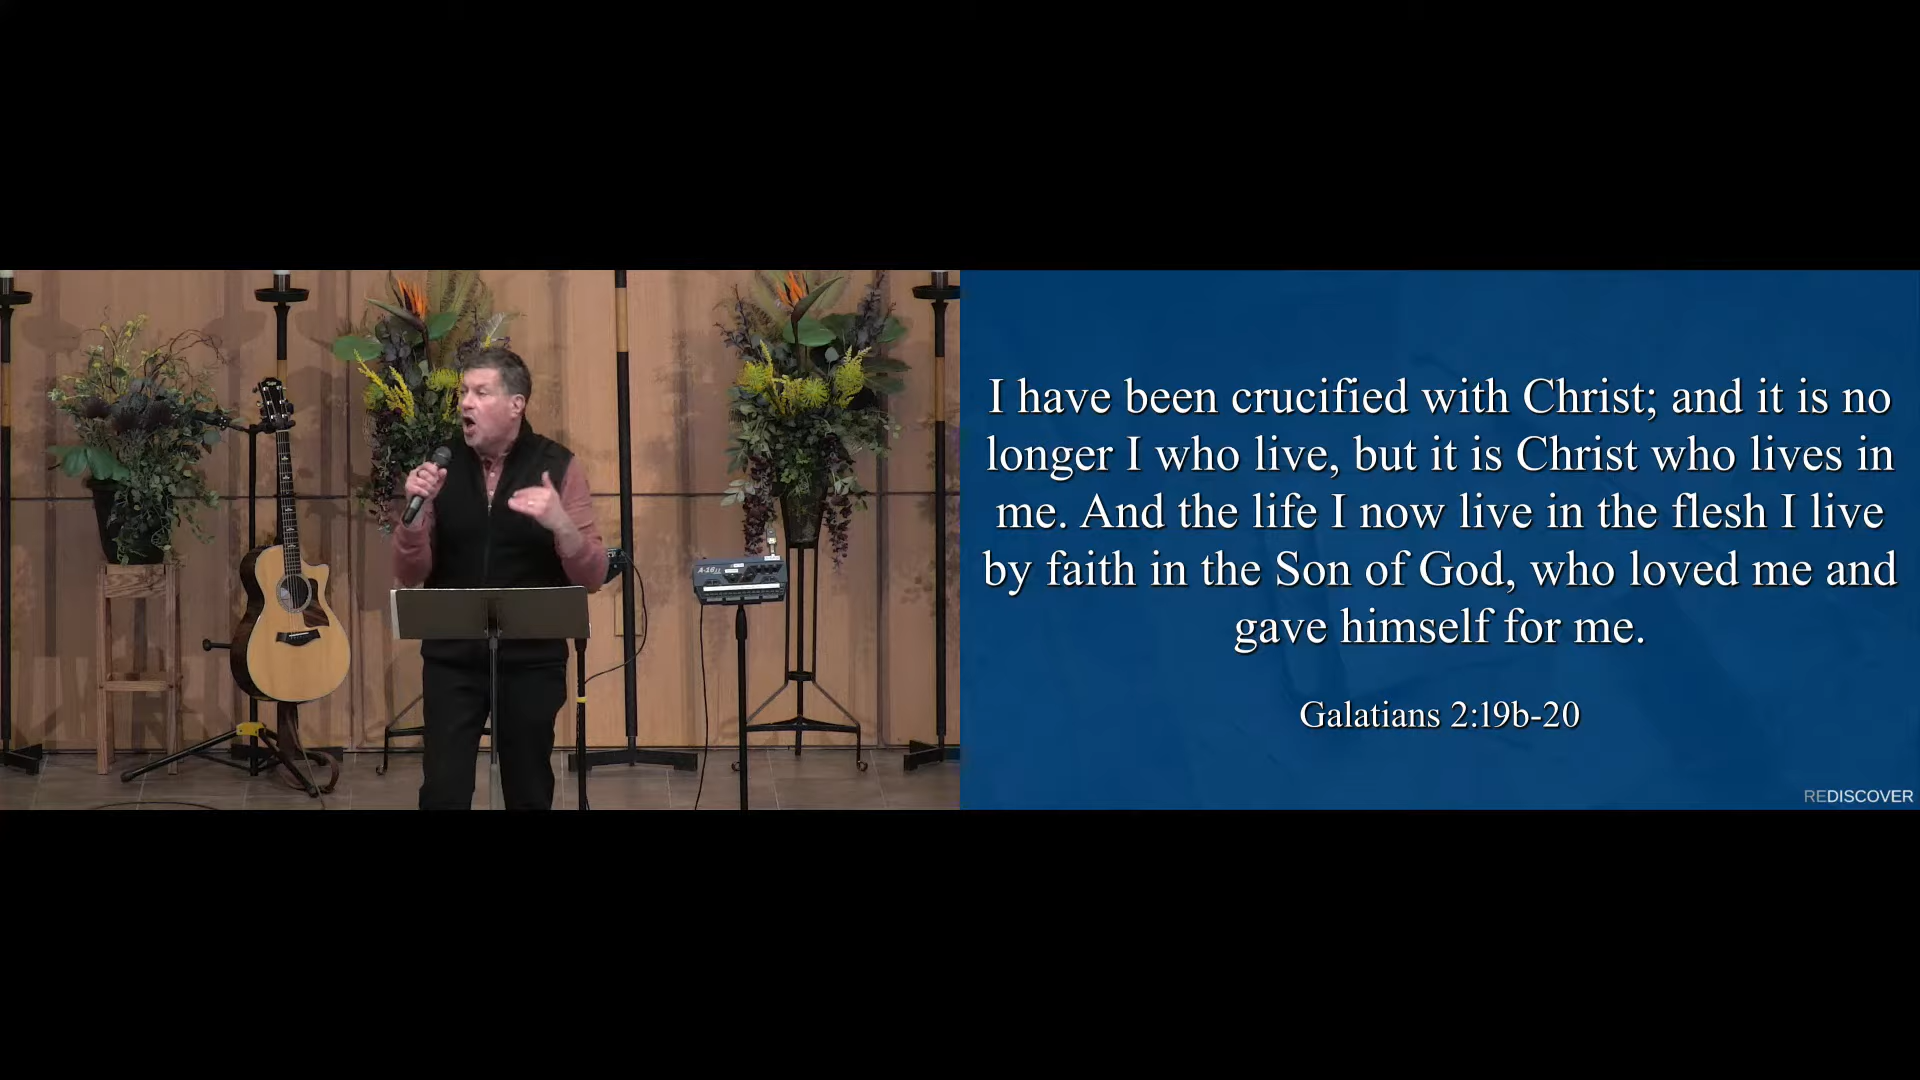 I have been crucified with Christ; and it is no
longer I who live, but it is Christ who lives in
me. And the life I now live in the flesh I live
by faith in the Son of God, who loved me and
gave himself for me.
Galatians 2:19b-20
REDISCOVER
A-16II